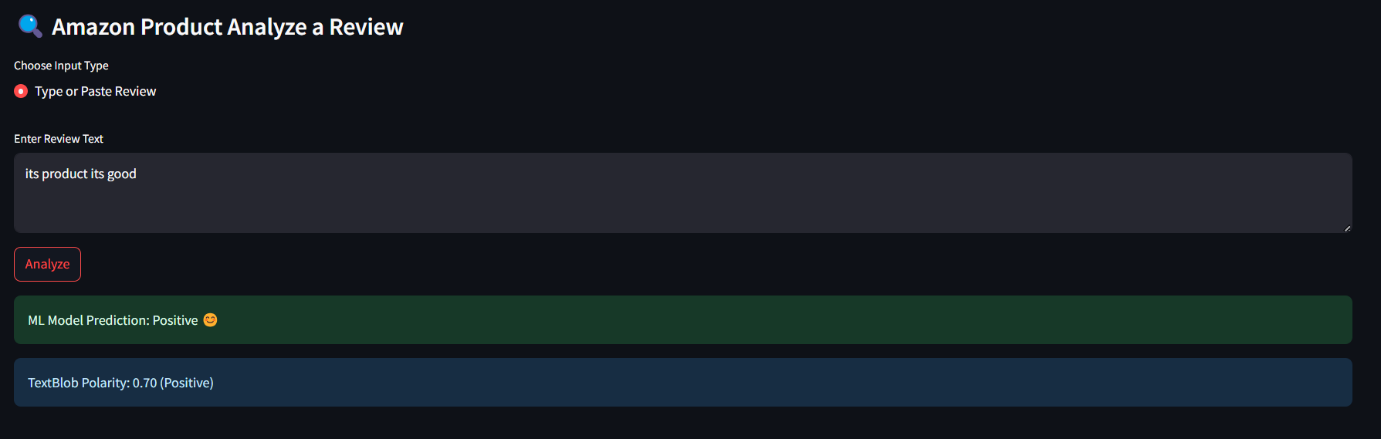 🔍 Amazon Product Analyze a Review
Choose Input Type
Type or Paste Review
Enter Review Text
its product its good
Analyze
ML Model Prediction: Positive 😊
TextBlob Polarity: 0.70 (Positive)